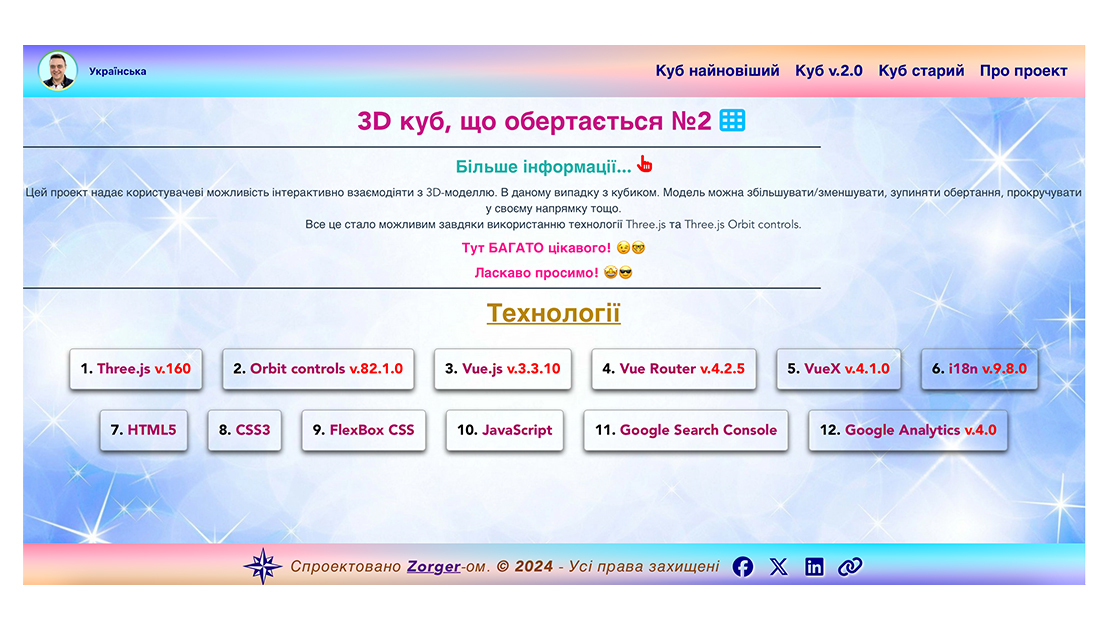 Українська
Куб найновіший Куб v.2.0 Куб старий Про проект
3D куб, що обертається №2
Більше інформації...
Цей проект надає користувачеві можливість інтерактивно взаємодіяти з 3D-моделлю. В даному випадку з кубиком. Модель можна збільшувати/зменшувати, зупиняти обертання, прокручувати
у своєму напрямку тощо.
Все це стало можливим завдяки використанню технології Three.js та Three.js Orbit controls.
Тут БАГАТО цікавого! 😉🤓
Ласкаво просимо! 🤩😎
Технології
1. Three.js v.160
2. Orbit controls v.82.1.0
3. Vue.js v.3.3.10
4. Vue Router v.4.2.5
5. VueX v.4.1.0
6. i18n v.9.8.0
7. HTML5
8. CSS3
9. FlexBox CSS
10. JavaScript
11. Google Search Console
12. Google Analytics v.4.0
Спроектовано Zorger-ом. © 2024 - Усі права захищені